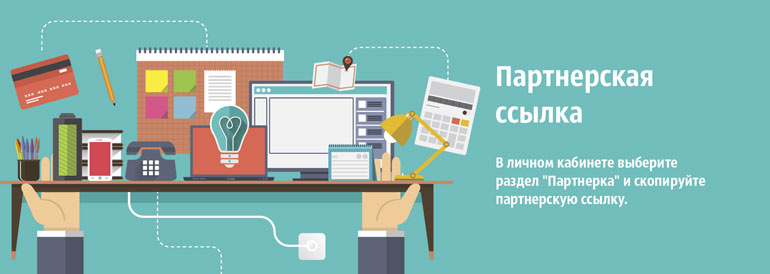 Партнерская
ссылка
В личном кабинете выберите
раздел "Партнерка" и скопируйте
партнерскую ссылку.